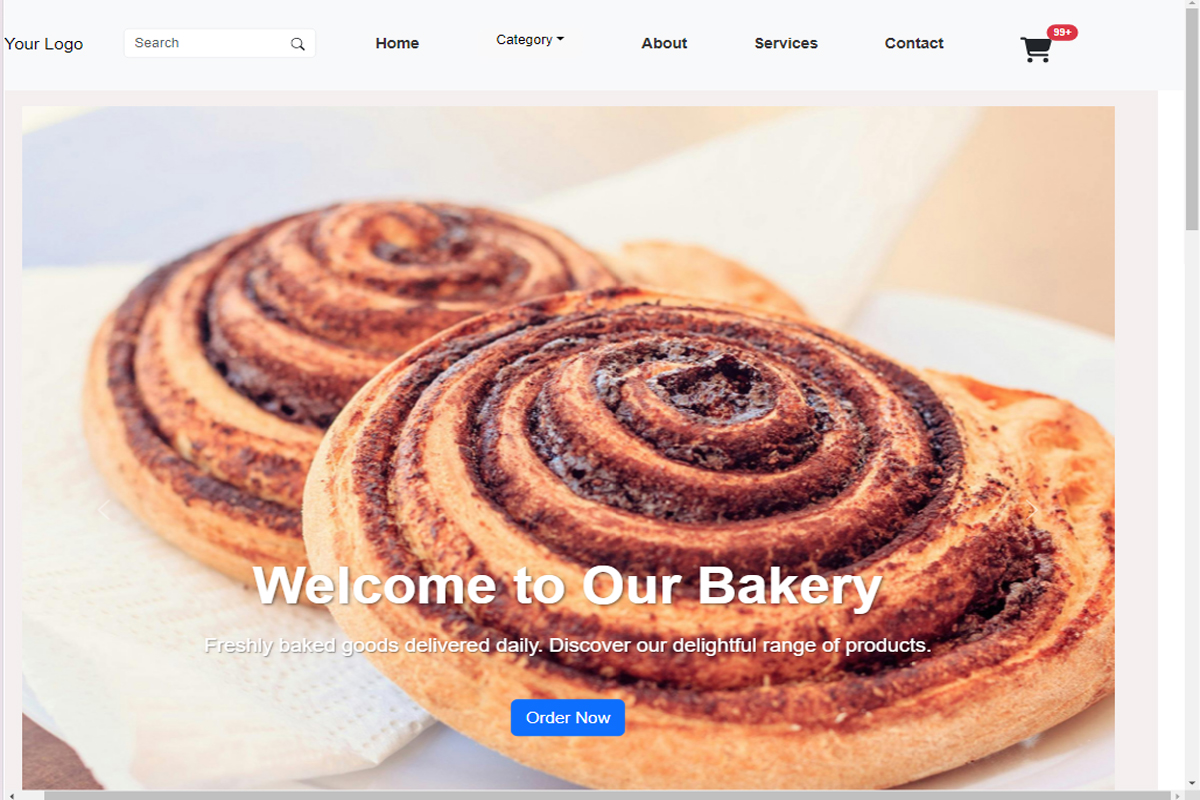 Your Logo
Search
Home
Category
About
Services
Contact
99+
Welcome to Our Bakery
Freshly baked goods delivered daily. Discover our delightful range of products.
Order Now